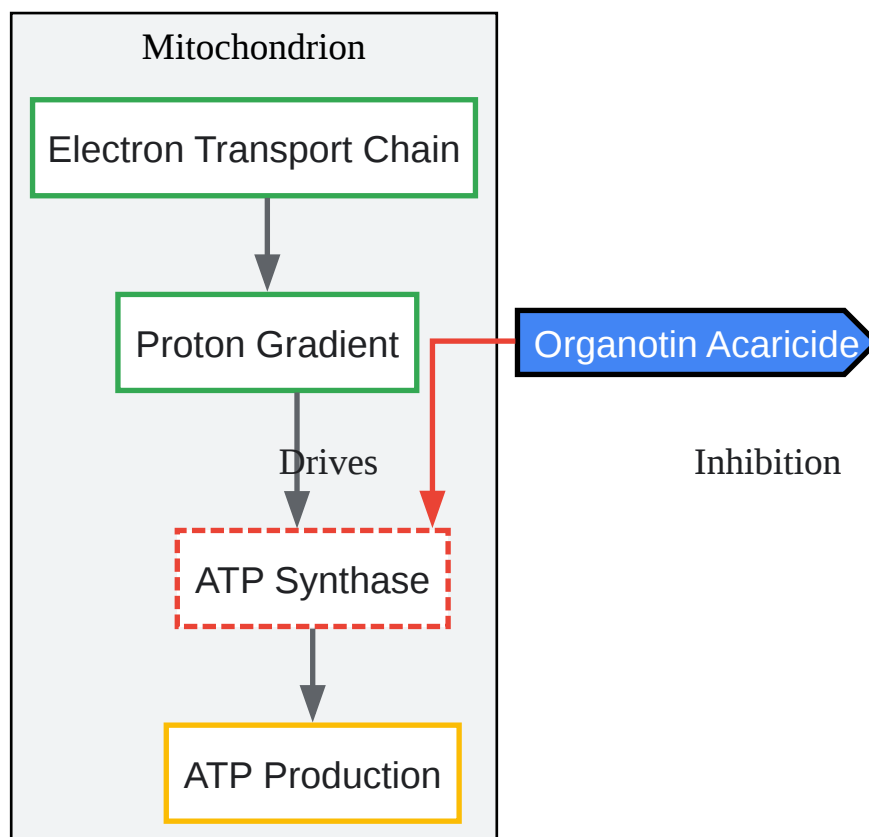 Mitochondrion
Electron Transport Chain
Proton Gradient
Organotin Acaricide
Drives
Inhibition
ATP Synthase
ATP Production